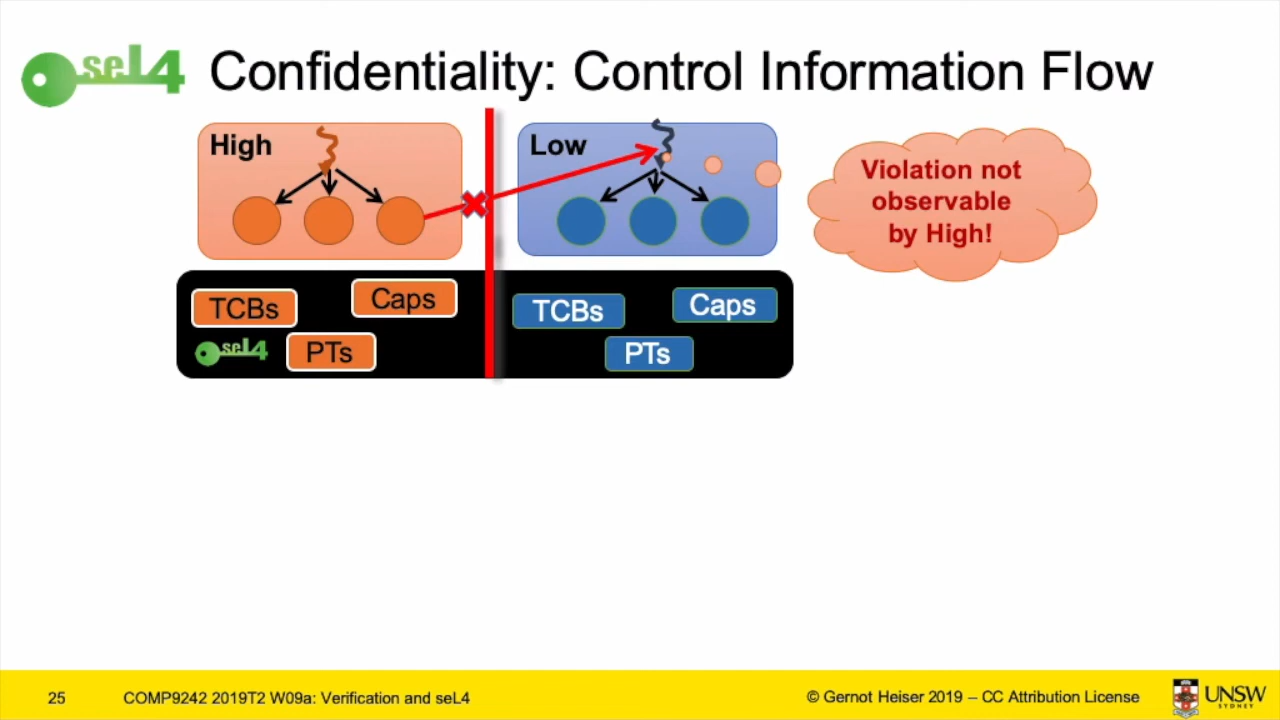 seL4 Confidentiality: Control Information Flow
High
Low
Violation not
observable
by High!
TCBs
Caps
seL4
PTs
TCBs
Caps
PTs
25
COMP9242 2019T2 W09a: Verification and seL4
© Gernot Heiser 2019 – CC Attribution License
UNSW
SYDNEY